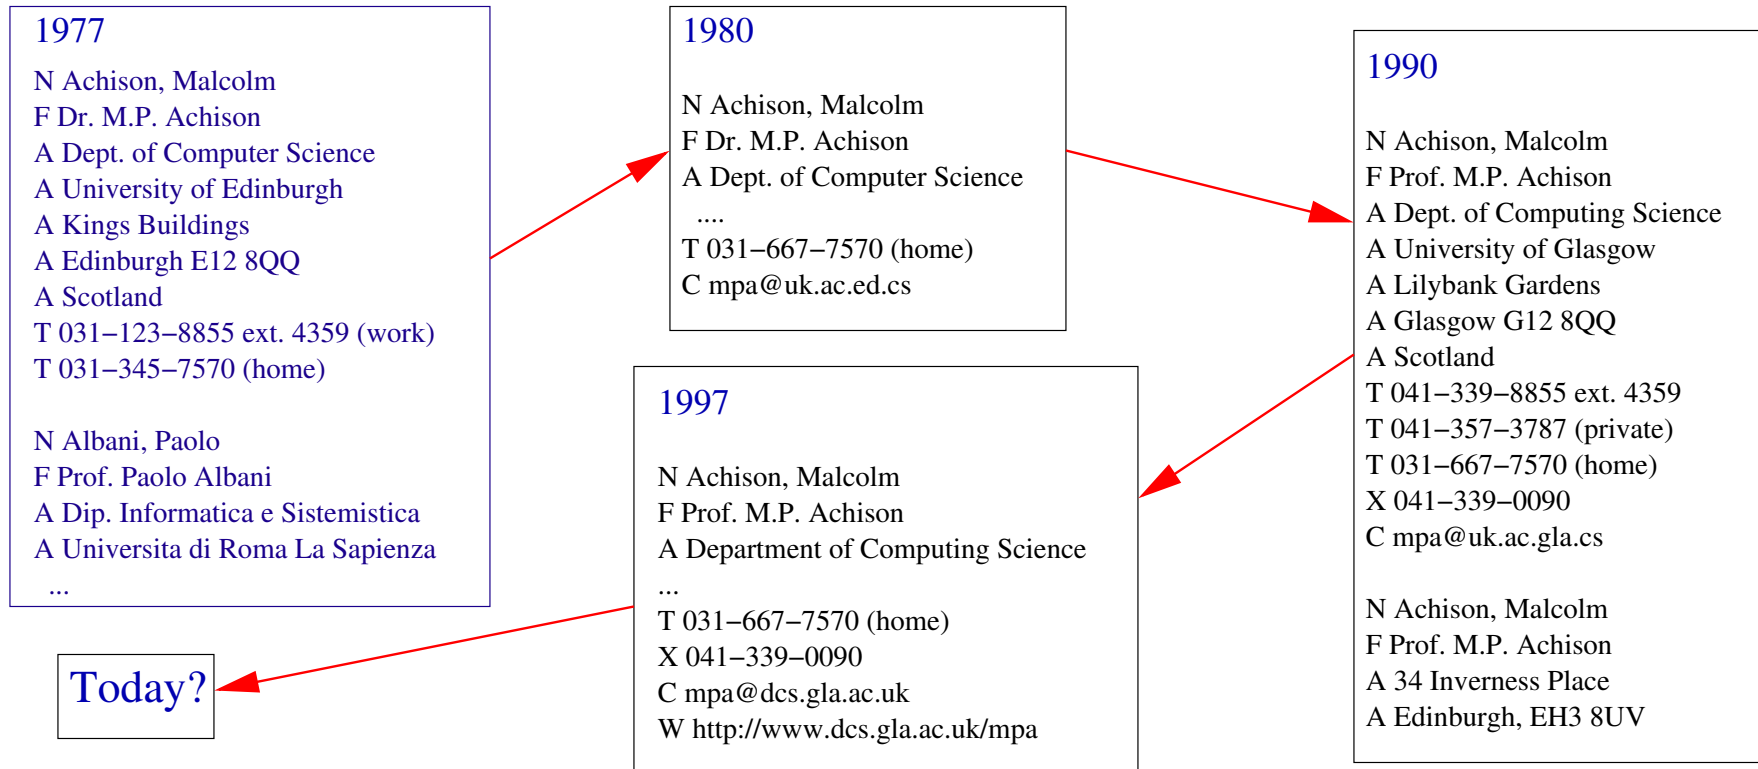 1977
N Achison, Malcolm
F Dr. M.P. Achison
A Dept. of Computer Science
A University of Edinburgh
A Kings Buildings
A Edinburgh E12 8QQ
A Scotland
T 031−123−8855 ext. 4359 (work)
T 031−345−7570 (home)
N Albani, Paolo
F Prof. Paolo Albani
A Dip. Informatica e Sistemistica
A Universita di Roma La Sapienza
...
1980
N Achison, Malcolm
F Dr. M.P. Achison
A Dept. of Computer Science
....
T 031−667−7570 (home)
C mpa@uk.ac.ed.cs
1990
N Achison, Malcolm
F Prof. M.P. Achison
A Dept. of Computing Science
A University of Glasgow
A Lilybank Gardens
A Glasgow G12 8QQ
A Scotland
T 041−339−8855 ext. 4359
T 041−357−3787 (private)
T 031−667−7570 (home)
X 041−339−0090
C mpa@uk.ac.gla.cs
N Achison, Malcolm
F Prof. M.P. Achison
A 34 Inverness Place
A Edinburgh, EH3 8UV
1997
N Achison, Malcolm
F Prof. M.P. Achison
A Department of Computing Science
...
T 031−667−7570 (home)
X 041−339−0090
C mpa@dcs.gla.ac.uk
W http://www.dcs.gla.ac.uk/mpa
Today?